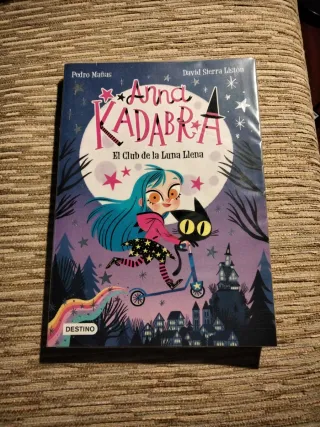 Pedro Mañas
David Sierra Listón
Anna
KADABRA
El Club de la Luna Llena
DESTINO